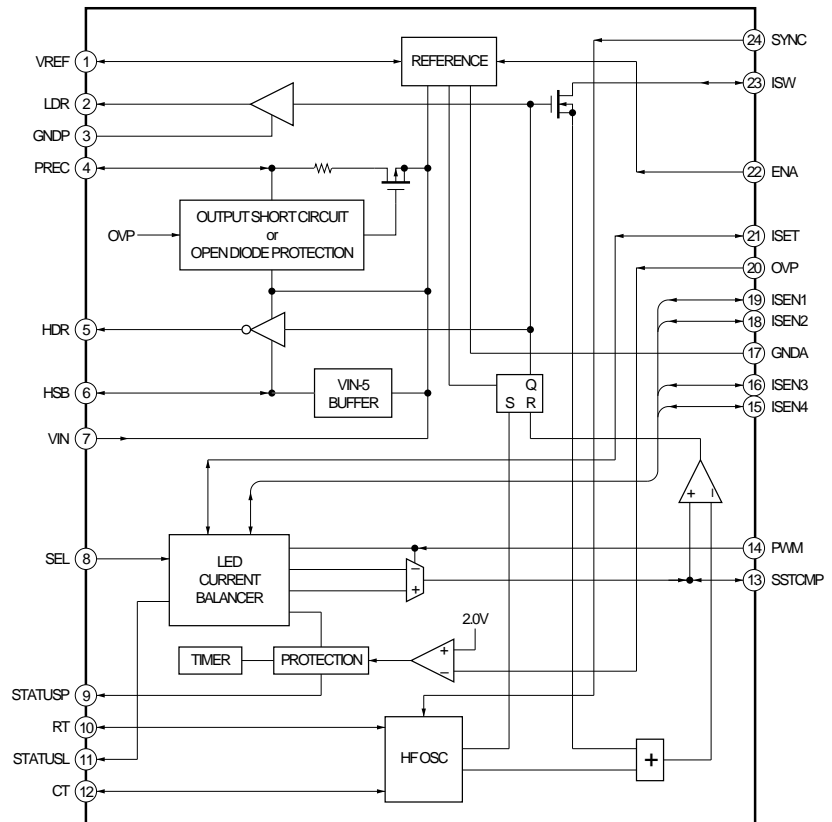 VREF 1
LDR 2
GNDP 3
PREC 4
HDR 5
HSB 6
VIN 7
SEL 8
STATUSP 9
RT 10
STATUSL 11
CT 12
REFERENCE
OVP
OUTPUT SHORT CIRCUIT
or
OPEN DIODE PROTECTION
VIN-5
BUFFER
Q
S R
+ –
LED
CURRENT
BALANCER
–
+
2.0V
TIMER
PROTECTION
+
–
HF OSC
+
24 SYNC
23 ISW
22 ENA
21 ISET
20 OVP
19 ISEN1
18 ISEN2
17 GNDA
16 ISEN3
15 ISEN4
14 PWM
13 SSTCMP